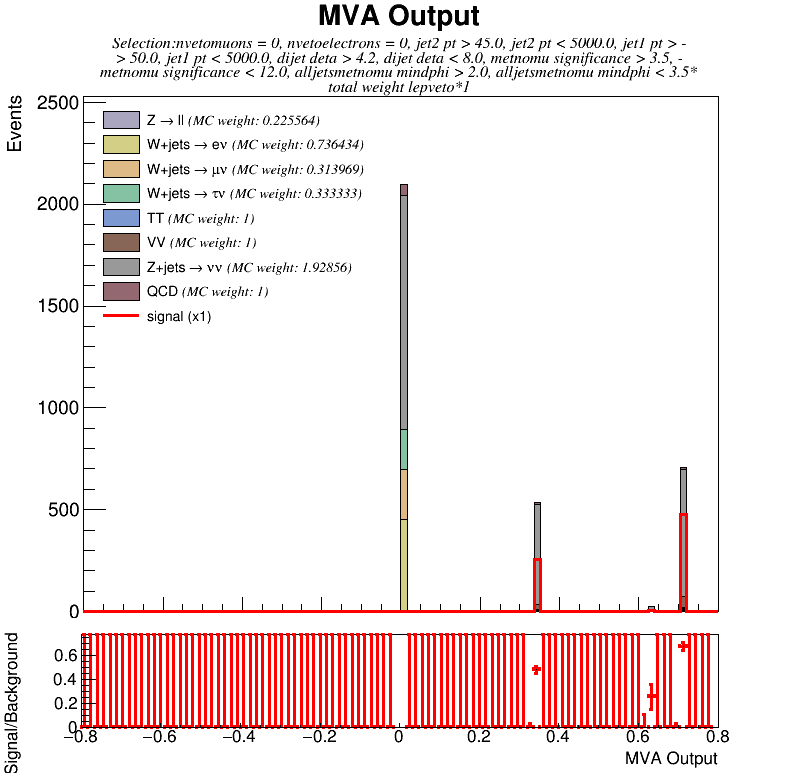 MVA Output
Selection:nvetomuons = 0, nvetoelectrons = 0, jet2 pt > 45.0, jet2 pt < 5000.0, jet1 pt > -
> 50.0, jet1 pt < 5000.0, dijet deta > 4.2, dijet deta < 8.0, metnomu significance > 3.5, -
metnomu significance < 12.0, alljetsmetnomu mindphi > 2.0, alljetsmetnomu mindphi < 3.5*
total weight lepveto*1
Events
2500
2000
1500
1000
500
0
Z → ll (MC weight: 0.225564)
W+jets → eν (MC weight: 0.736434)
W+jets → μν (MC weight: 0.313969)
W+jets → τν (MC weight: 0.333333)
TT (MC weight: 1)
VV (MC weight: 1)
Z+jets → νν (MC weight: 1.92856)
QCD (MC weight: 1)
signal (x1)
Signal/Background
0.6
0.4
0.2
0
−0.8 −0.6 −0.4 −0.2 0 0.2 0.4 0.6 0.8
MVA Output